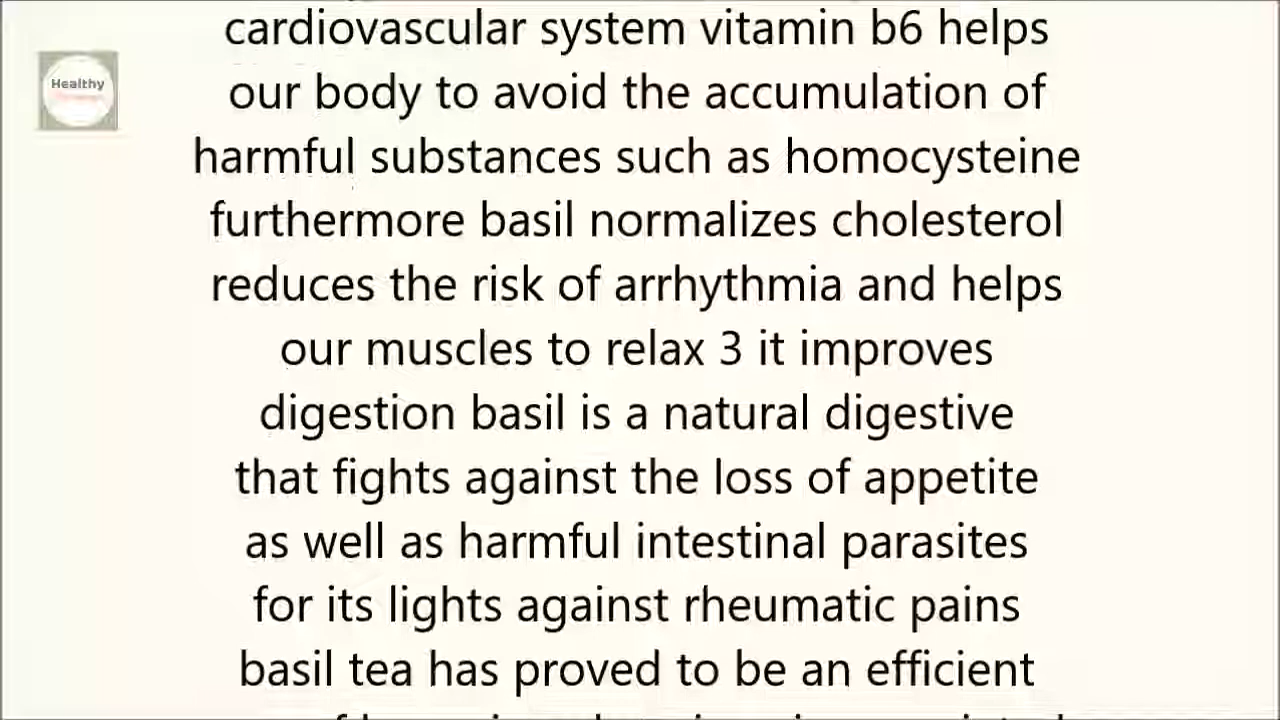 cardiovascular system vitamin b6 helps
Healthy
our body to avoid the accumulation of
harmful substances such as homocysteine
furthermore basil normalizes cholesterol
reduces the risk of arrhythmia and helps
our muscles to relax 3 it improves
digestion basil is a natural digestive
that fights against the loss of appetite
as well as harmful intestinal parasites
for its lights against rheumatic pains
basil tea has proved to be an efficient